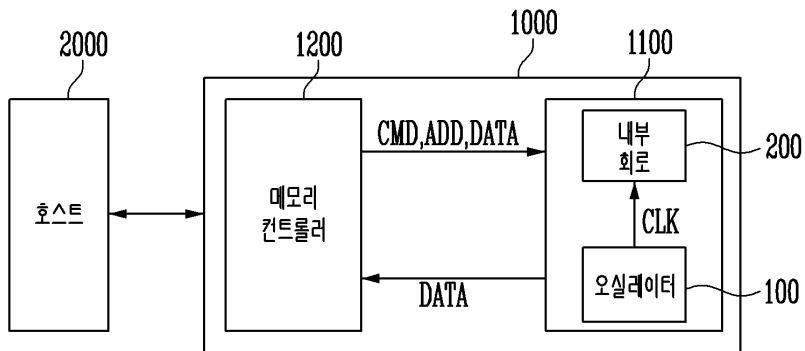 2000
1200
1000
1100
호스트
메모리
컨트롤러
CMD,ADD,DATA
DATA
내부
회로
200
CLK
오실레이터
100